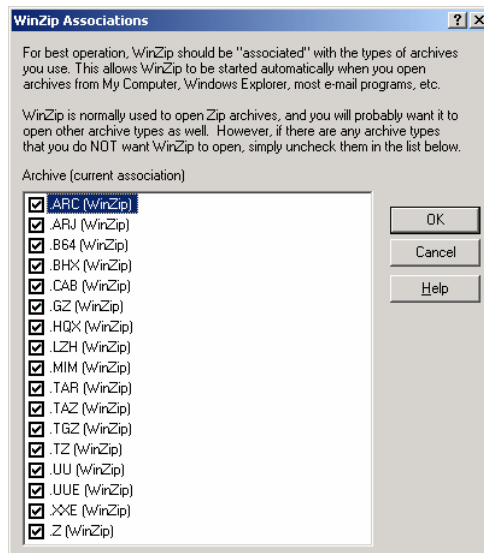 WinZip Associations
For best operation, WinZip should be "associated" with the types of archives
you use. This allows WinZip to be started automatically when you open
archives from My Computer, Windows Explorer, most e-mail programs, etc.
WinZip is normally used to open Zip archives, and you will probably want it to
open other archive types as well. However, if there are any archive types
that you do NOT want WinZip to open, simply uncheck them in the list below.
Archive (current association)
.ARC (WinZip)
.ARJ (WinZip)
.B64 (WinZip)
.BHX (WinZip)
.CAB (WinZip)
.GZ (WinZip)
.HQX (WinZip)
.LZH (WinZip)
.MIM (WinZip)
.TAR (WinZip)
.TAZ (WinZip)
.TGZ (WinZip)
.TZ (WinZip)
.UU (WinZip)
.UUE (WinZip)
.XXE (WinZip)
.Z (WinZip)
OK
Cancel
Help